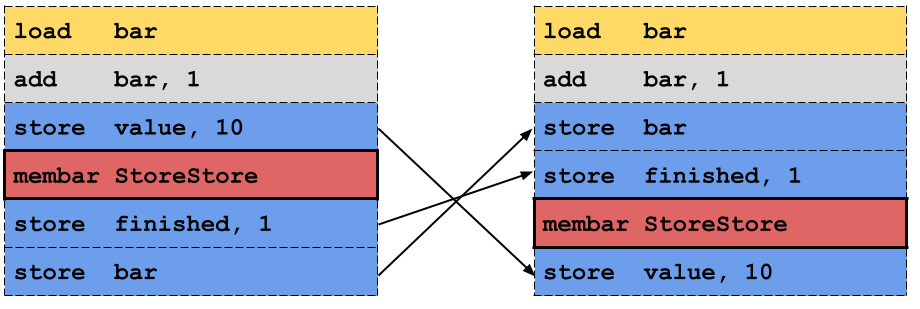 load bar
add bar, 1
store value, 10
membar StoreStore
store finished, 1
store bar
load bar
add bar, 1
store bar
store finished, 1
membar StoreStore
store value, 10